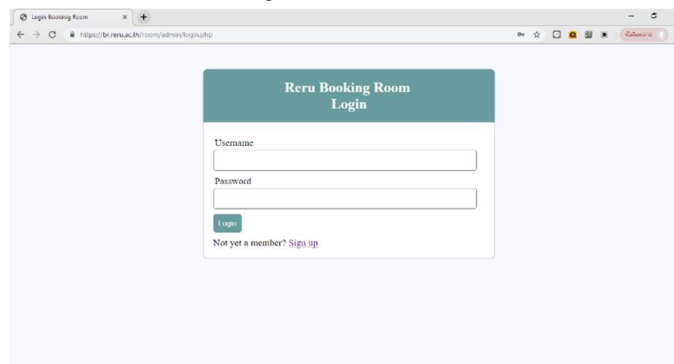 Login Booking Room
https://br.reru.ac.th/room/admin/login.php
Reru Booking Room
Login
Username
Password
Login
Not yet a member? Sign up